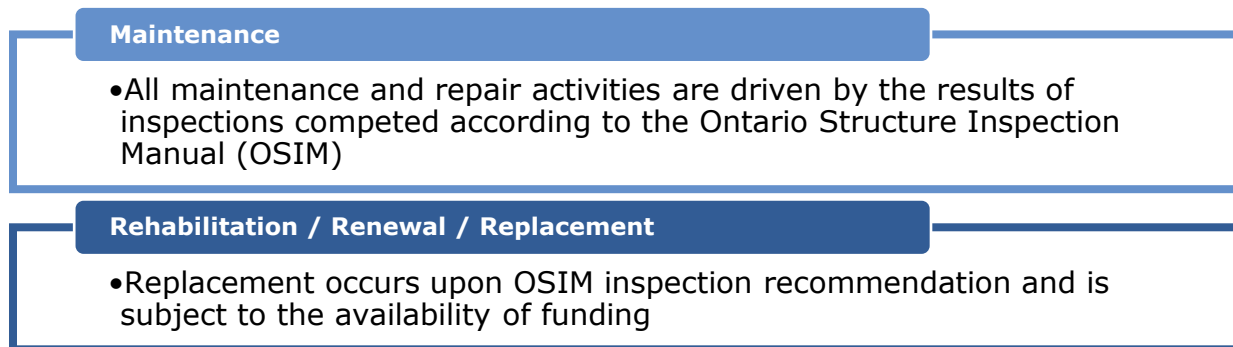 Maintenance
•All maintenance and repair activities are driven by the results of
inspections competed according to the Ontario Structure Inspection
Manual (OSIM)
Rehabilitation / Renewal / Replacement
•Replacement occurs upon OSIM inspection recommendation and is
subject to the availability of funding